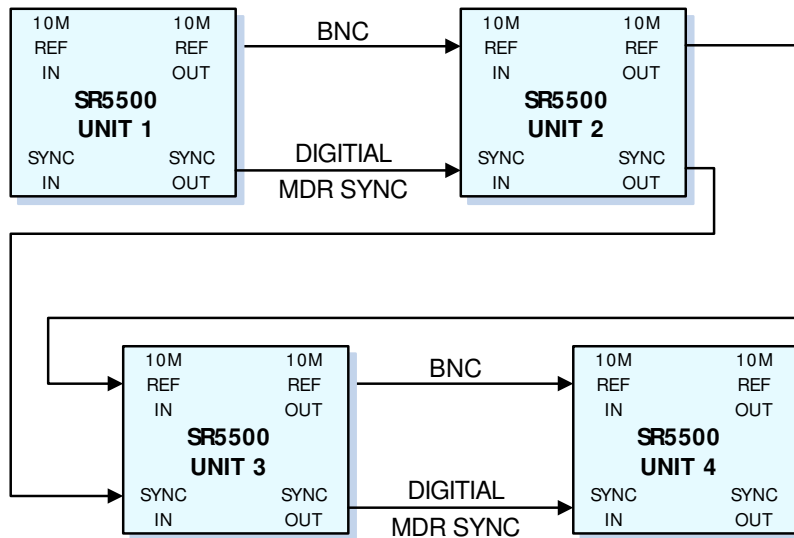 10M 10M
REF REF
IN OUT
SR5500
UNIT 1
SYNC SYNC
IN OUT
BNC
DIGITIAL
MDR SYNC
10M 10M
REF REF
IN OUT
SR5500
UNIT 2
SYNC SYNC
IN OUT
10M 10M
REF REF
IN OUT
SR5500
UNIT 3
SYNC SYNC
IN OUT
BNC
DIGITIAL
MDR SYNC
10M 10M
REF REF
IN OUT
SR5500
UNIT 4
SYNC SYNC
IN OUT